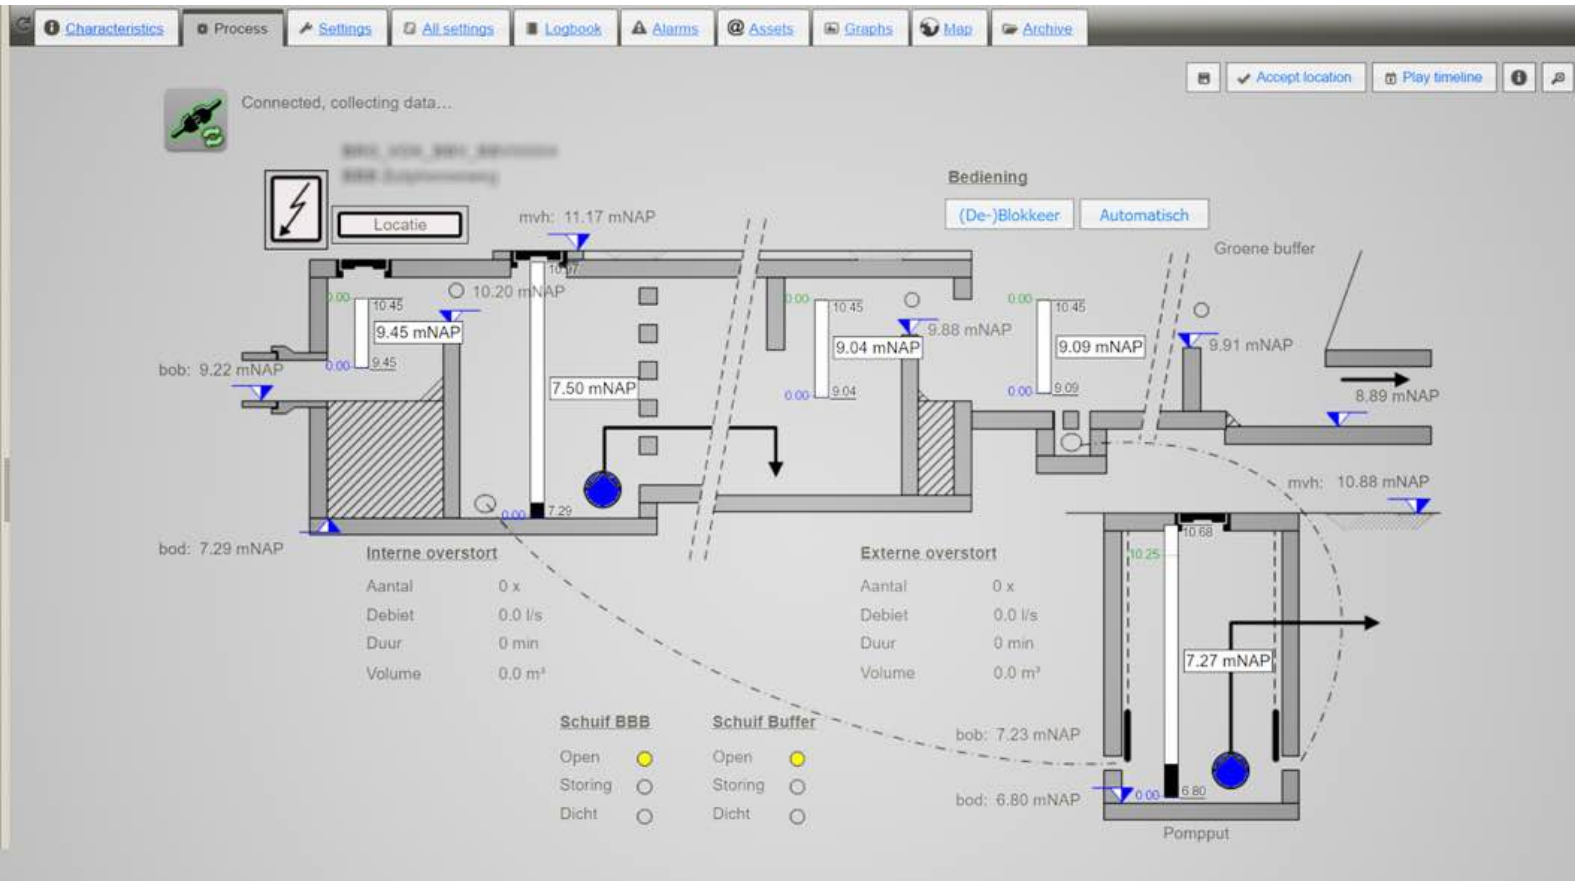 Characteristics Process Settings All settings Logbook Alarms Assets Graphs Map Archive
Accept location Play timeline
Connected, collecting data...
Locatie
mvh: 11.17 mNAP
Bediening
(De-)Blokkeer Automatisch
Groene buffer
10.97
10.20 mNAP
0.00 10.45
9.45 mNAP
0.00 9.45
bob: 9.22 mNAP
7.50 mNAP
0.00 7.29
bod: 7.29 mNAP
0.00 10.45
9.04 mNAP
0.00 9.04
9.88 mNAP
0.00 10.45
9.09 mNAP
0.00 9.09
9.91 mNAP
8.89 mNAP
mvh: 10.88 mNAP
Interne overstort
Aantal 0 x
Debiet 0.0 l/s
Duur 0 min
Volume 0.0 m³
Externe overstort
Aantal 0 x
Debiet 0.0 l/s
Duur 0 min
Volume 0.0 m³
Schuif BBB
Open
Storing
Dicht
Schuif Buffer
Open
Storing
Dicht
10.68
10.25
7.27 mNAP
bob: 7.23 mNAP
bod: 6.80 mNAP
0.00 6.80
Pompput